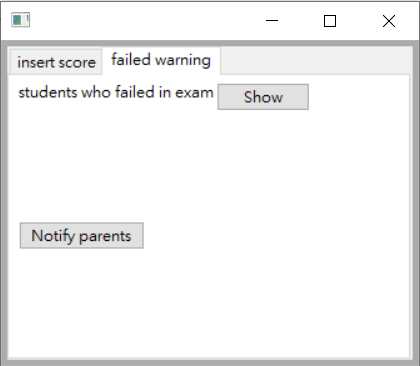 insert score
failed warning
students who failed in exam
Show
Notify parents